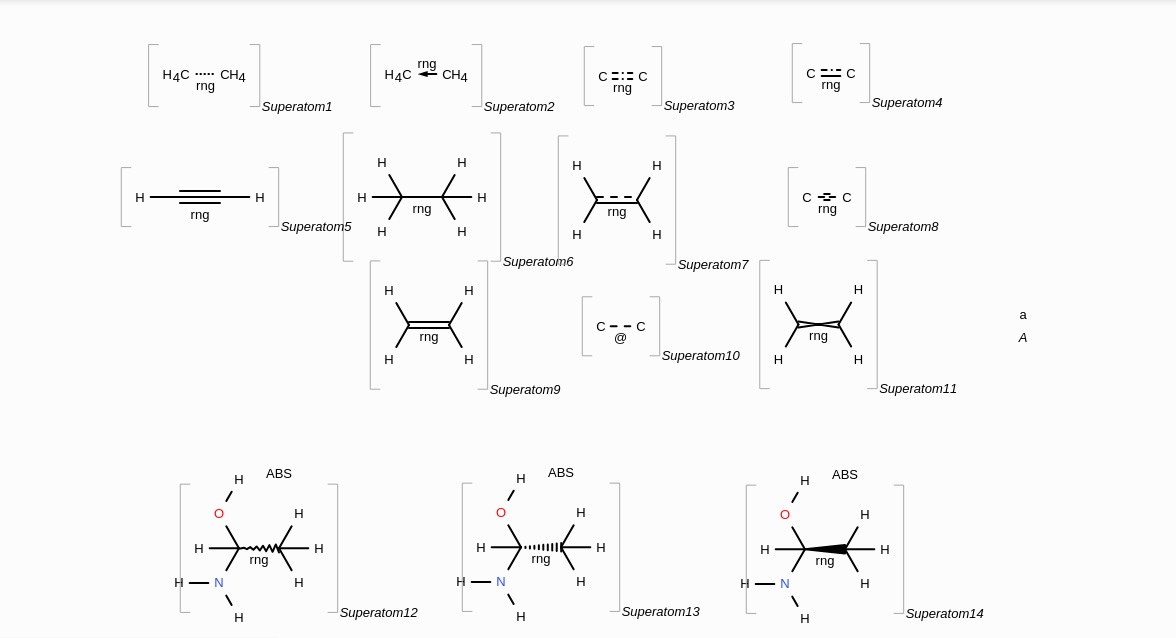 H4C CH4
rng
Superatom1
rng
H4C CH4
Superatom2
C C
rng
Superatom3
C C
rng
Superatom4
H H
rng
Superatom5
H H
H H
rng
H H
Superatom6
H H
rng
H H
Superatom7
C C
rng
Superatom8
H H
rng
H H
Superatom9
C C
@
Superatom10
H H
rng
H H
Superatom11
a
A
H ABS
O H
H H
rng
H N H
H
Superatom12
H ABS
O H
H H
rng
H N H
H
Superatom13
H ABS
O H
H H
rng
H N H
H
Superatom14